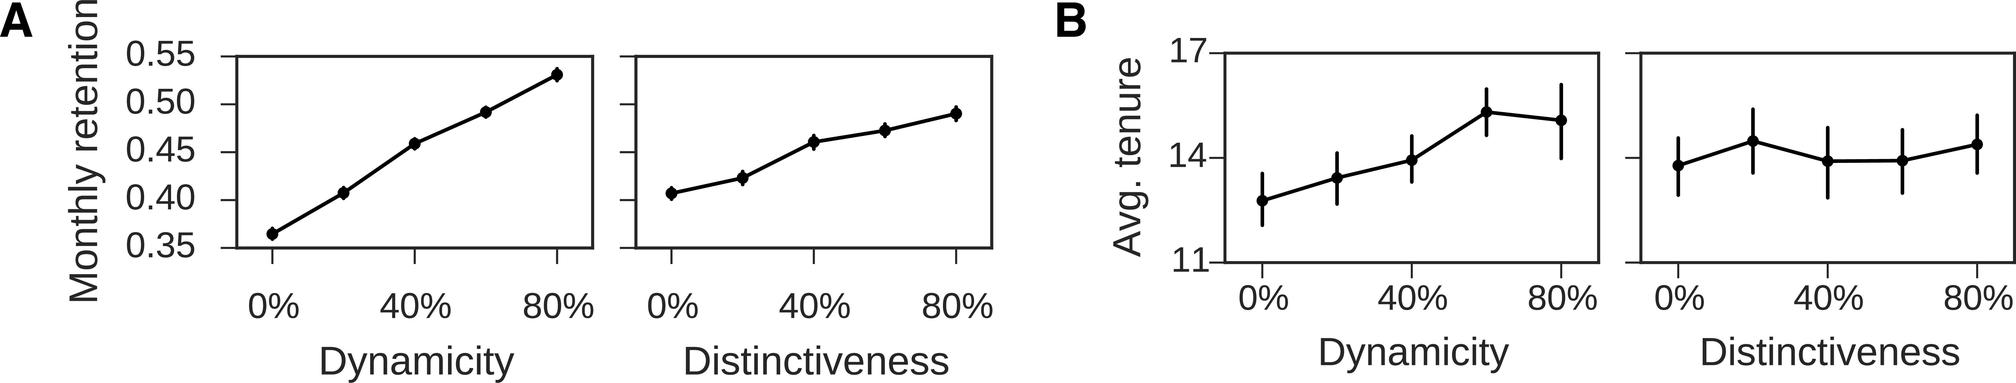 A
Monthly retention
0.55
0.50
0.45
0.40
0.35
0% 40% 80%
Dynamicity
0% 40% 80%
Distinctiveness
B
Avg. tenure
17
14
11
0% 40% 80%
Dynamicity
0% 40% 80%
Distinctiveness